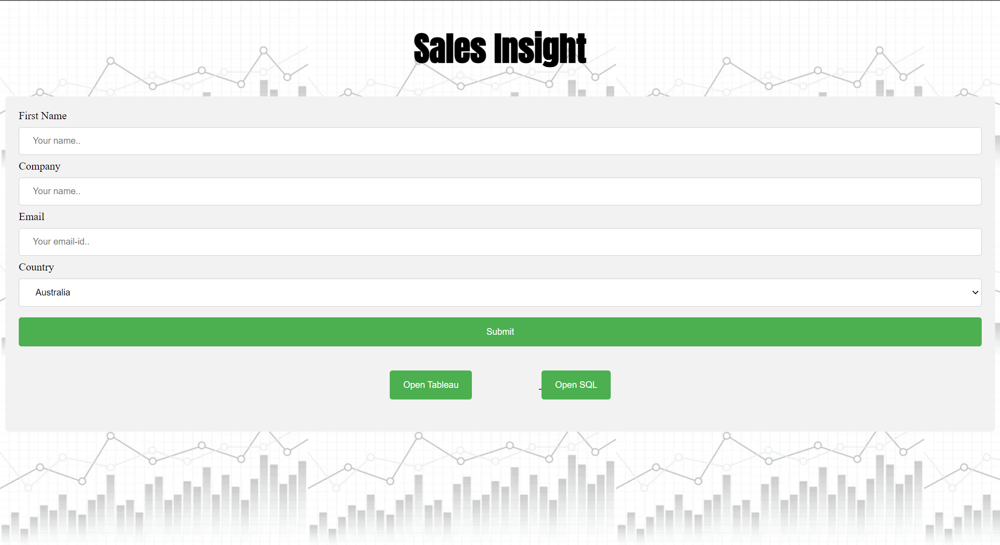 Sales Insight
First Name
Your name..
Company
Your name..
Email
Your email-id..
Country
Australia
Submit
Open Tableau Open SQL